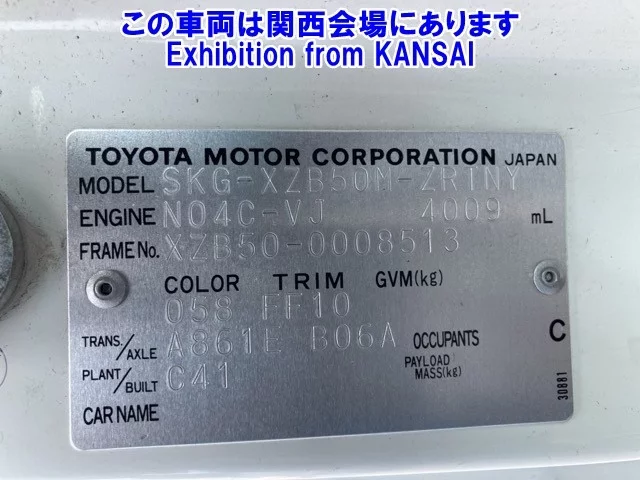 この車両は関西会場にあります
Exhibition from KANSAI
TOYOTA MOTOR CORPORATION JAPAN
MODEL SKG-XZB50M-ZRTNY
ENGINE N04C-VJ 4009 mL
FRAME No. XZB50-0008513
COLOR TRIM GVM(kg)
058 FF10
TRANS./AXLE A861E B06A OCCUPANTS C
PLANT/BUILT C41 PAYLOAD MASS(kg)
CAR NAME
30881